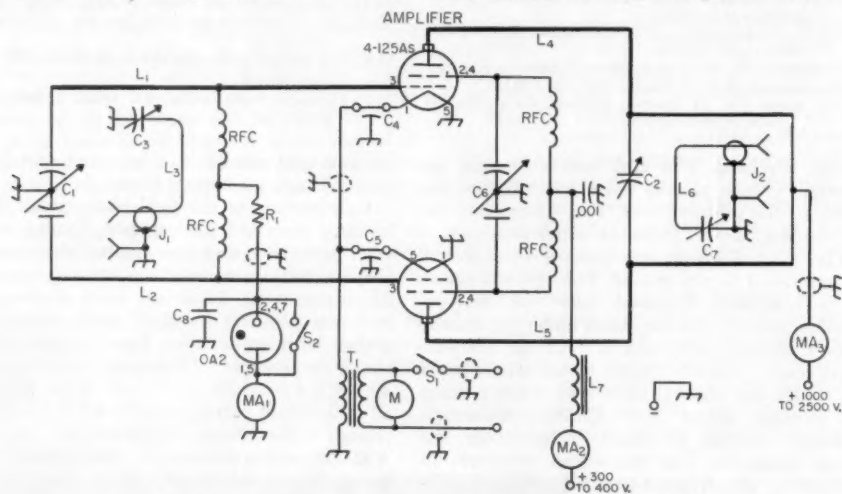 AMPLIFIER
4-125As
L4
L1
3
2,4
1
5
C3
RFC
C4
RFC
L3
C1
J1
R1
C6
.001
C2
L6
J2
RFC
C5
5
1
RFC
C7
L2
3
2,4
C8
2,4,7
S2
L5
OA2
1,5
T1
S1
M
L7
MA3
MA1
MA2
+1000
TO 2500 V.
+300
TO 400 V.